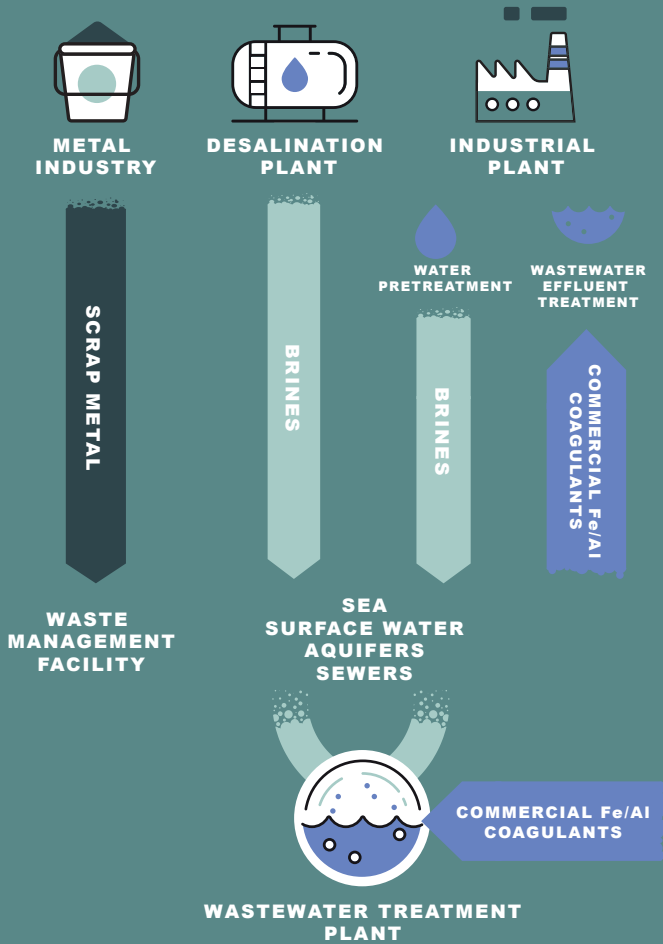 METAL
INDUSTRY
DESALINATION
PLANT
INDUSTRIAL
PLANT
WATER
PRETREATMENT
WASTEWATER
EFFLUENT
TREATMENT
SCRAP METAL
BRINES
BRINES
COMMERCIAL Fe/Al
COAGULANTS
WASTE
MANAGEMENT
FACILITY
SEA
SURFACE WATER
AQUIFERS
SEWERS
COMMERCIAL Fe/Al
COAGULANTS
WASTEWATER TREATMENT
PLANT